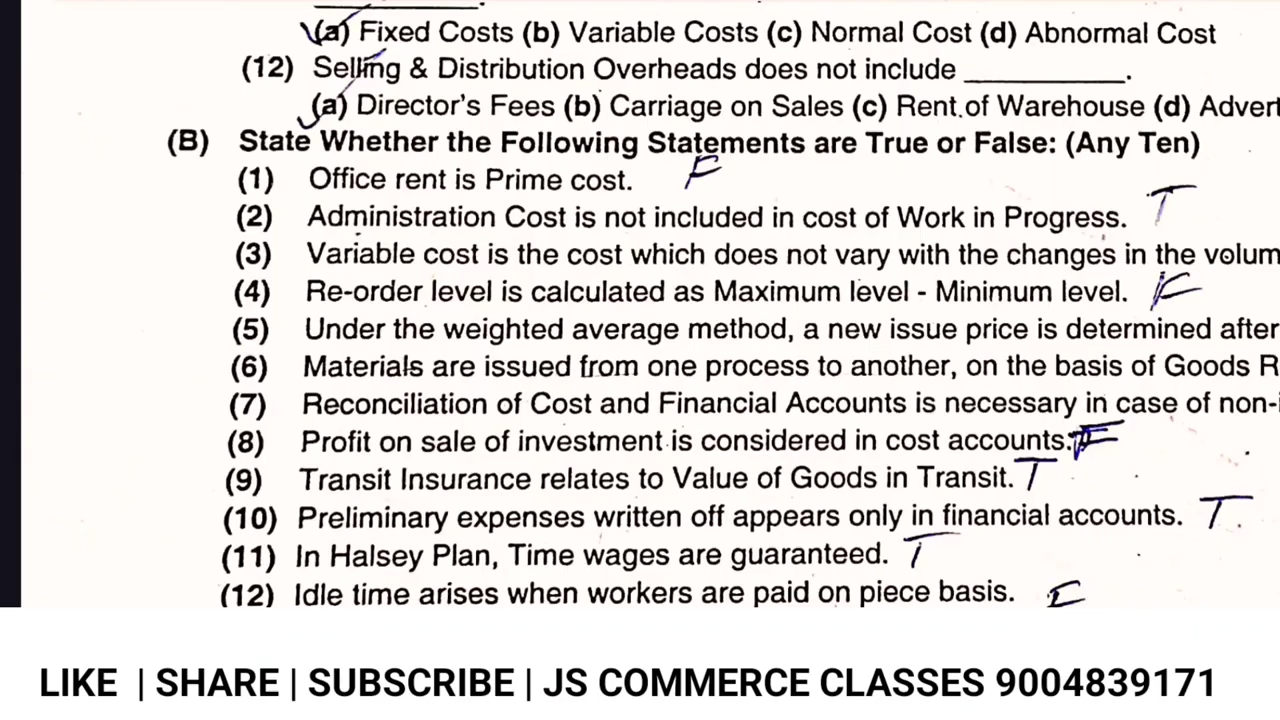 (a) Fixed Costs (b) Variable Costs (c) Normal Cost (d) Abnormal Cost
(12) Selling & Distribution Overheads does not include ____________.
(a) Director's Fees (b) Carriage on Sales (c) Rent of Warehouse (d) Advert
(B) State Whether the Following Statements are True or False: (Any Ten)
(1) Office rent is Prime cost. F
(2) Administration Cost is not included in cost of Work in Progress. T
(3) Variable cost is the cost which does not vary with the changes in the volum
(4) Re-order level is calculated as Maximum level - Minimum level. F
(5) Under the weighted average method, a new issue price is determined after
(6) Materials are issued from one process to another, on the basis of Goods R
(7) Reconciliation of Cost and Financial Accounts is necessary in case of non-i
(8) Profit on sale of investment is considered in cost accounts. F
(9) Transit Insurance relates to Value of Goods in Transit. T
(10) Preliminary expenses written off appears only in financial accounts. T.
(11) In Halsey Plan, Time wages are guaranteed. T
(12) Idle time arises when workers are paid on piece basis. F
LIKE | SHARE | SUBSCRIBE | JS COMMERCE CLASSES 9004839171